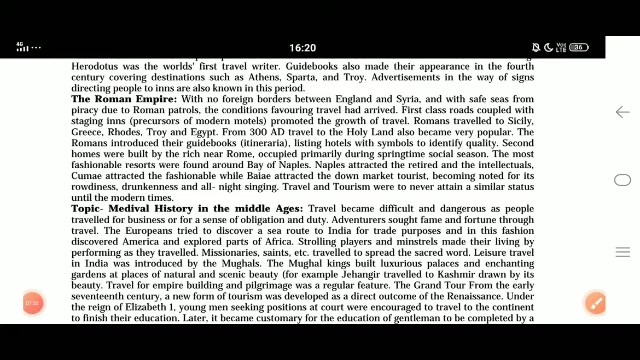 4G
16:20
Vo) LTE 36
Herodotus was the worlds' first travel writer. Guidebooks also made their appearance in the fourth
century covering destinations such as Athens, Sparta, and Troy. Advertisements in the way of signs
directing people to inns are also known in this period.
The Roman Empire: With no foreign borders between England and Syria, and with safe seas from
piracy due to Roman patrols, the conditions favouring travel had arrived. First class roads coupled with
staging inns (precursors of modern motels) promoted the growth of travel. Romans travelled to Sicily,
Greece, Rhodes, Troy and Egypt. From 300 AD travel to the Holy Land also became very popular. The
Romans introduced their guidebooks (itineraria), listing hotels with symbols to identify quality. Second
homes were built by the rich near Rome, occupied primarily during springtime social season. The
most fashionable resorts were found around Bay of Naples. Naples attracted the retired and the intellectuals,
Cumae attracted the fashionable while Baiae attracted the down market tourist, becoming noted for its
rowdiness, drunkenness and all- night singing. Travel and Tourism were to never attain a similar status
until the modern times.
Topic- Medival History in the middle Ages: Travel became difficult and dangerous as people
travelled for business or for a sense of obligation and duty. Adventurers sought fame and fortune through
travel. The Europeans tried to discover a sea route to India for trade purposes and in this fashion
discovered America and explored parts of Africa. Strolling players and minstrels made their living by
performing as they travelled. Missionaries, saints, etc. travelled to spread the sacred word. Leisure travel
in India was introduced by the Mughals. The Mughal kings built luxurious palaces and enchanting
gardens at places of natural and scenic beauty (for example Jehangir travelled to Kashmir drawn by its
beauty. Travel for empire building and pilgrimage was a regular feature. The Grand Tour From the early
seventeenth century, a new form of tourism was developed as a direct outcome of the Renaissance. Under
the reign of Elizabeth 1, young men seeking positions at court were encouraged to travel to the continent
to finish their education. Later, it became customary for the education of gentleman to be completed by a
07:32